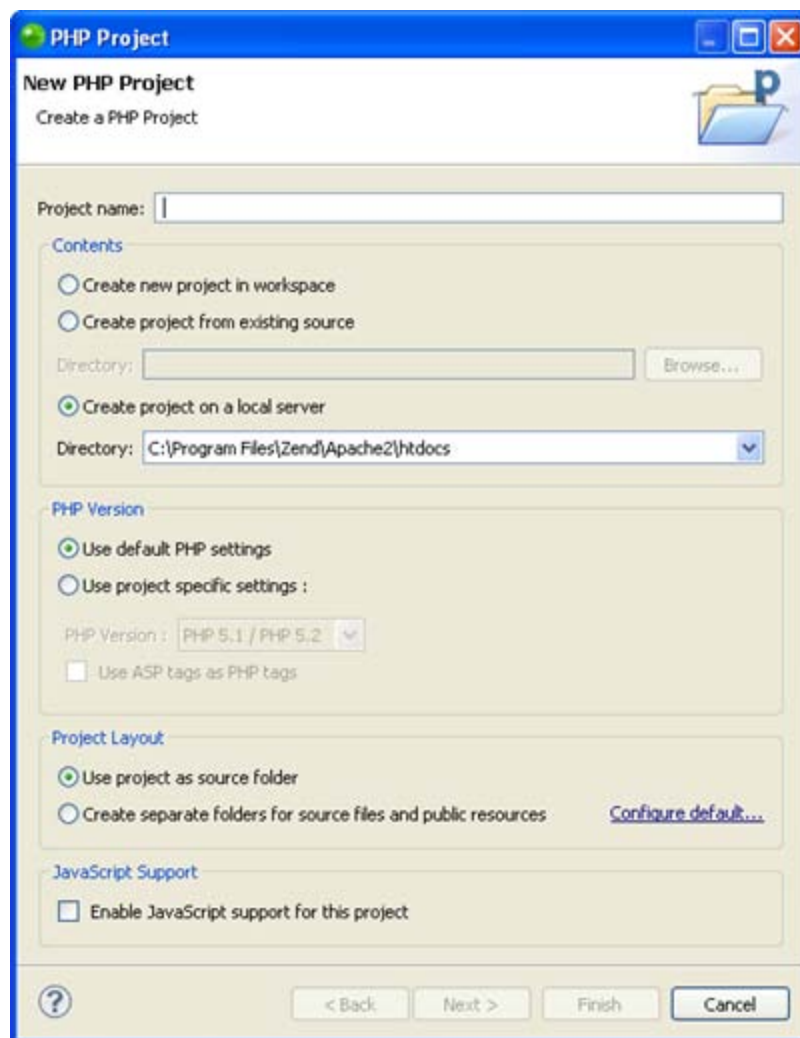 PHP Project
New PHP Project
Create a PHP Project
p
Project name:
Contents
Create new project in workspace
Create project from existing source
Directory:
Browse...
Create project on a local server
Directory: C:\Program Files\Zend\Apache2\htdocs
PHP Version
Use default PHP settings
Use project specific settings :
PHP Version : PHP 5.1 / PHP 5.2
Use ASP tags as PHP tags
Project Layout
Use project as source folder
Create separate folders for source files and public resources Configure default...
JavaScript Support
Enable JavaScript support for this project
? < Back Next > Finish Cancel